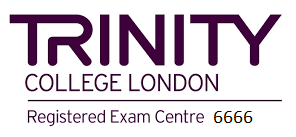 TRINITY
COLLEGE LONDON
Registered Exam Centre 6666